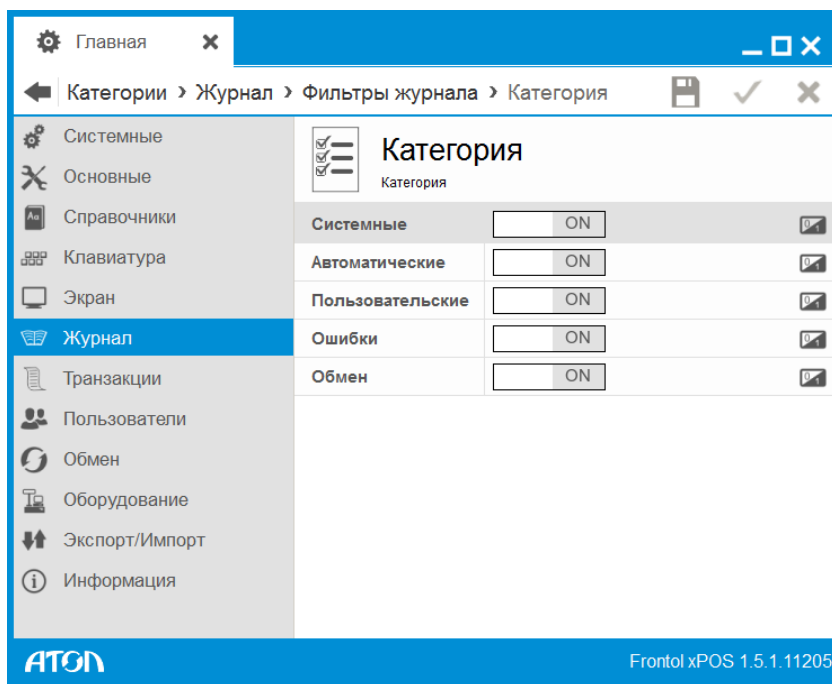 Главная
Категории › Журнал › Фильтры журнала › Категория
Системные
Основные
Справочники
Клавиатура
Экран
Журнал
Транзакции
Пользователи
Обмен
Оборудование
Экспорт/Импорт
Информация
Категория
Категория
Системные ON
Автоматические ON
Пользовательские ON
Ошибки ON
Обмен ON
ATOL
Frontol xPOS 1.5.1.11205